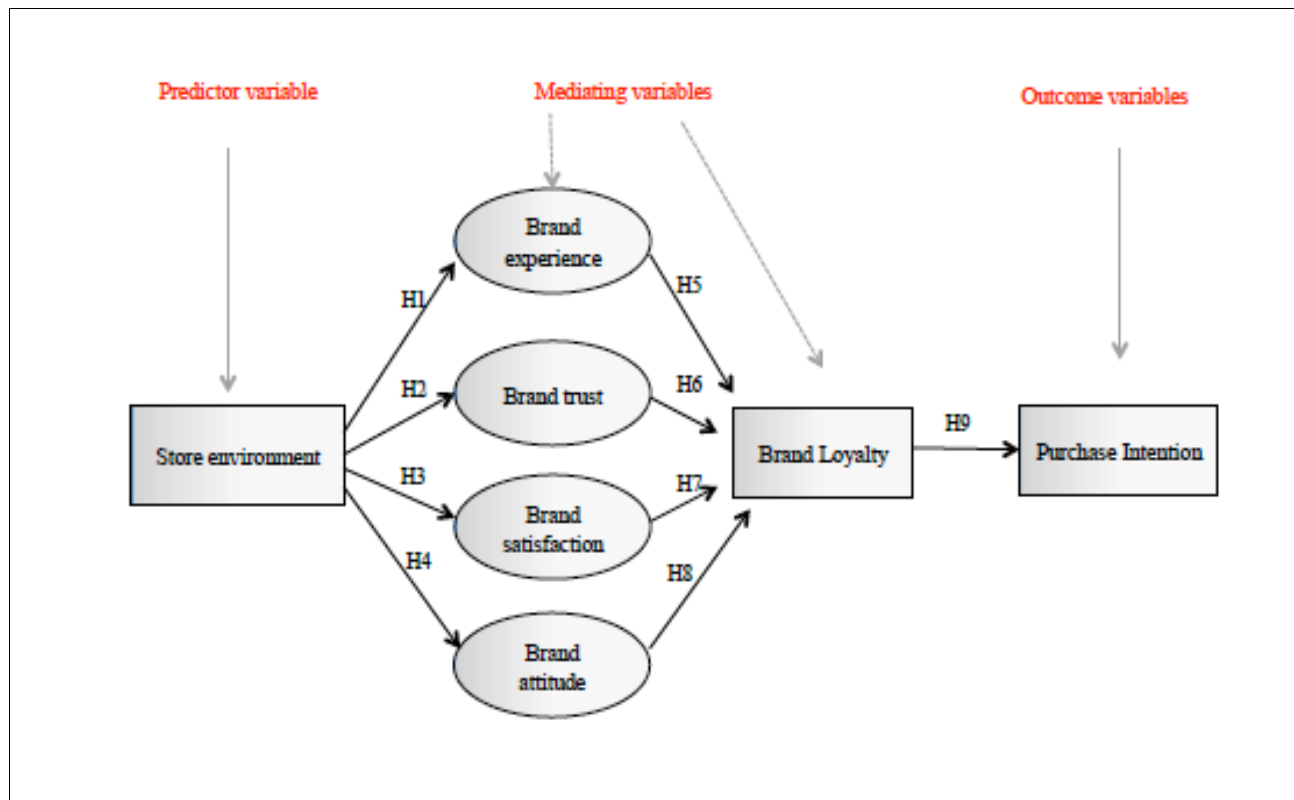 Predictor variable
Mediating variables
Outcome variables
Brand
experience
H1
H5
Brand trust
H2
H6
Store environment
Brand Loyalty
H9
Purchase Intention
H3
H7
Brand
satisfaction
H4
H8
Brand
attitude